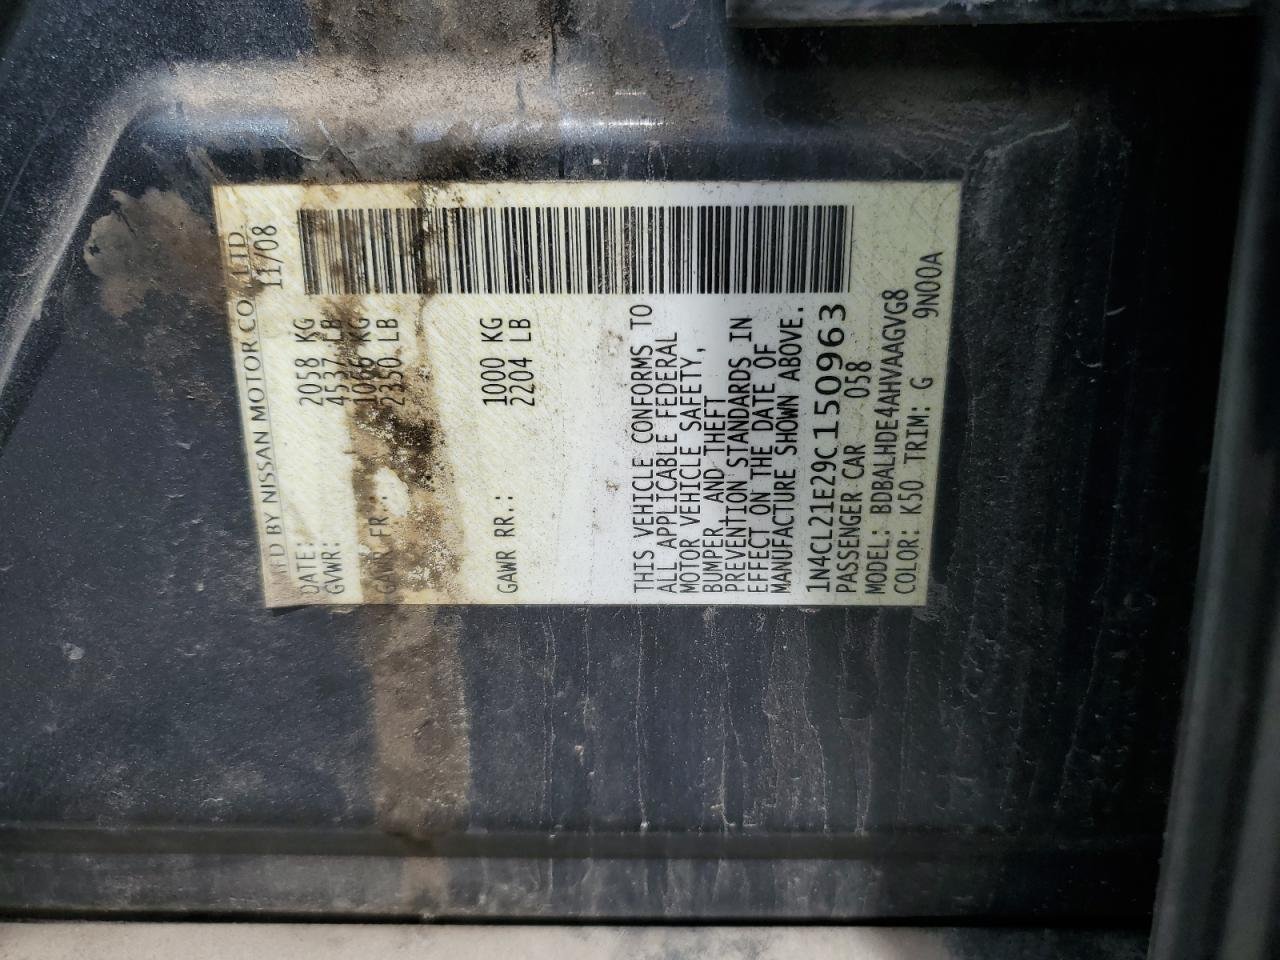 MFD BY NISSAN MOTOR CO., LTD.
DATE: 11/08
GVWR: 2058 KG
4537 LB
GAWR FR.: 1066 KG
2350 LB
GAWR RR.: 1000 KG
2204 LB
THIS VEHICLE CONFORMS TO
ALL APPLICABLE FEDERAL
MOTOR VEHICLE SAFETY,
BUMPER, AND THEFT
PREVENTION STANDARDS IN
EFFECT ON THE DATE OF
MANUFACTURE SHOWN ABOVE.
1N4CL21E29C150963
PASSENGER CAR 058
MODEL: BDBALHDE4AHVAAGVG8
COLOR: K50 TRIM: G 9N00A